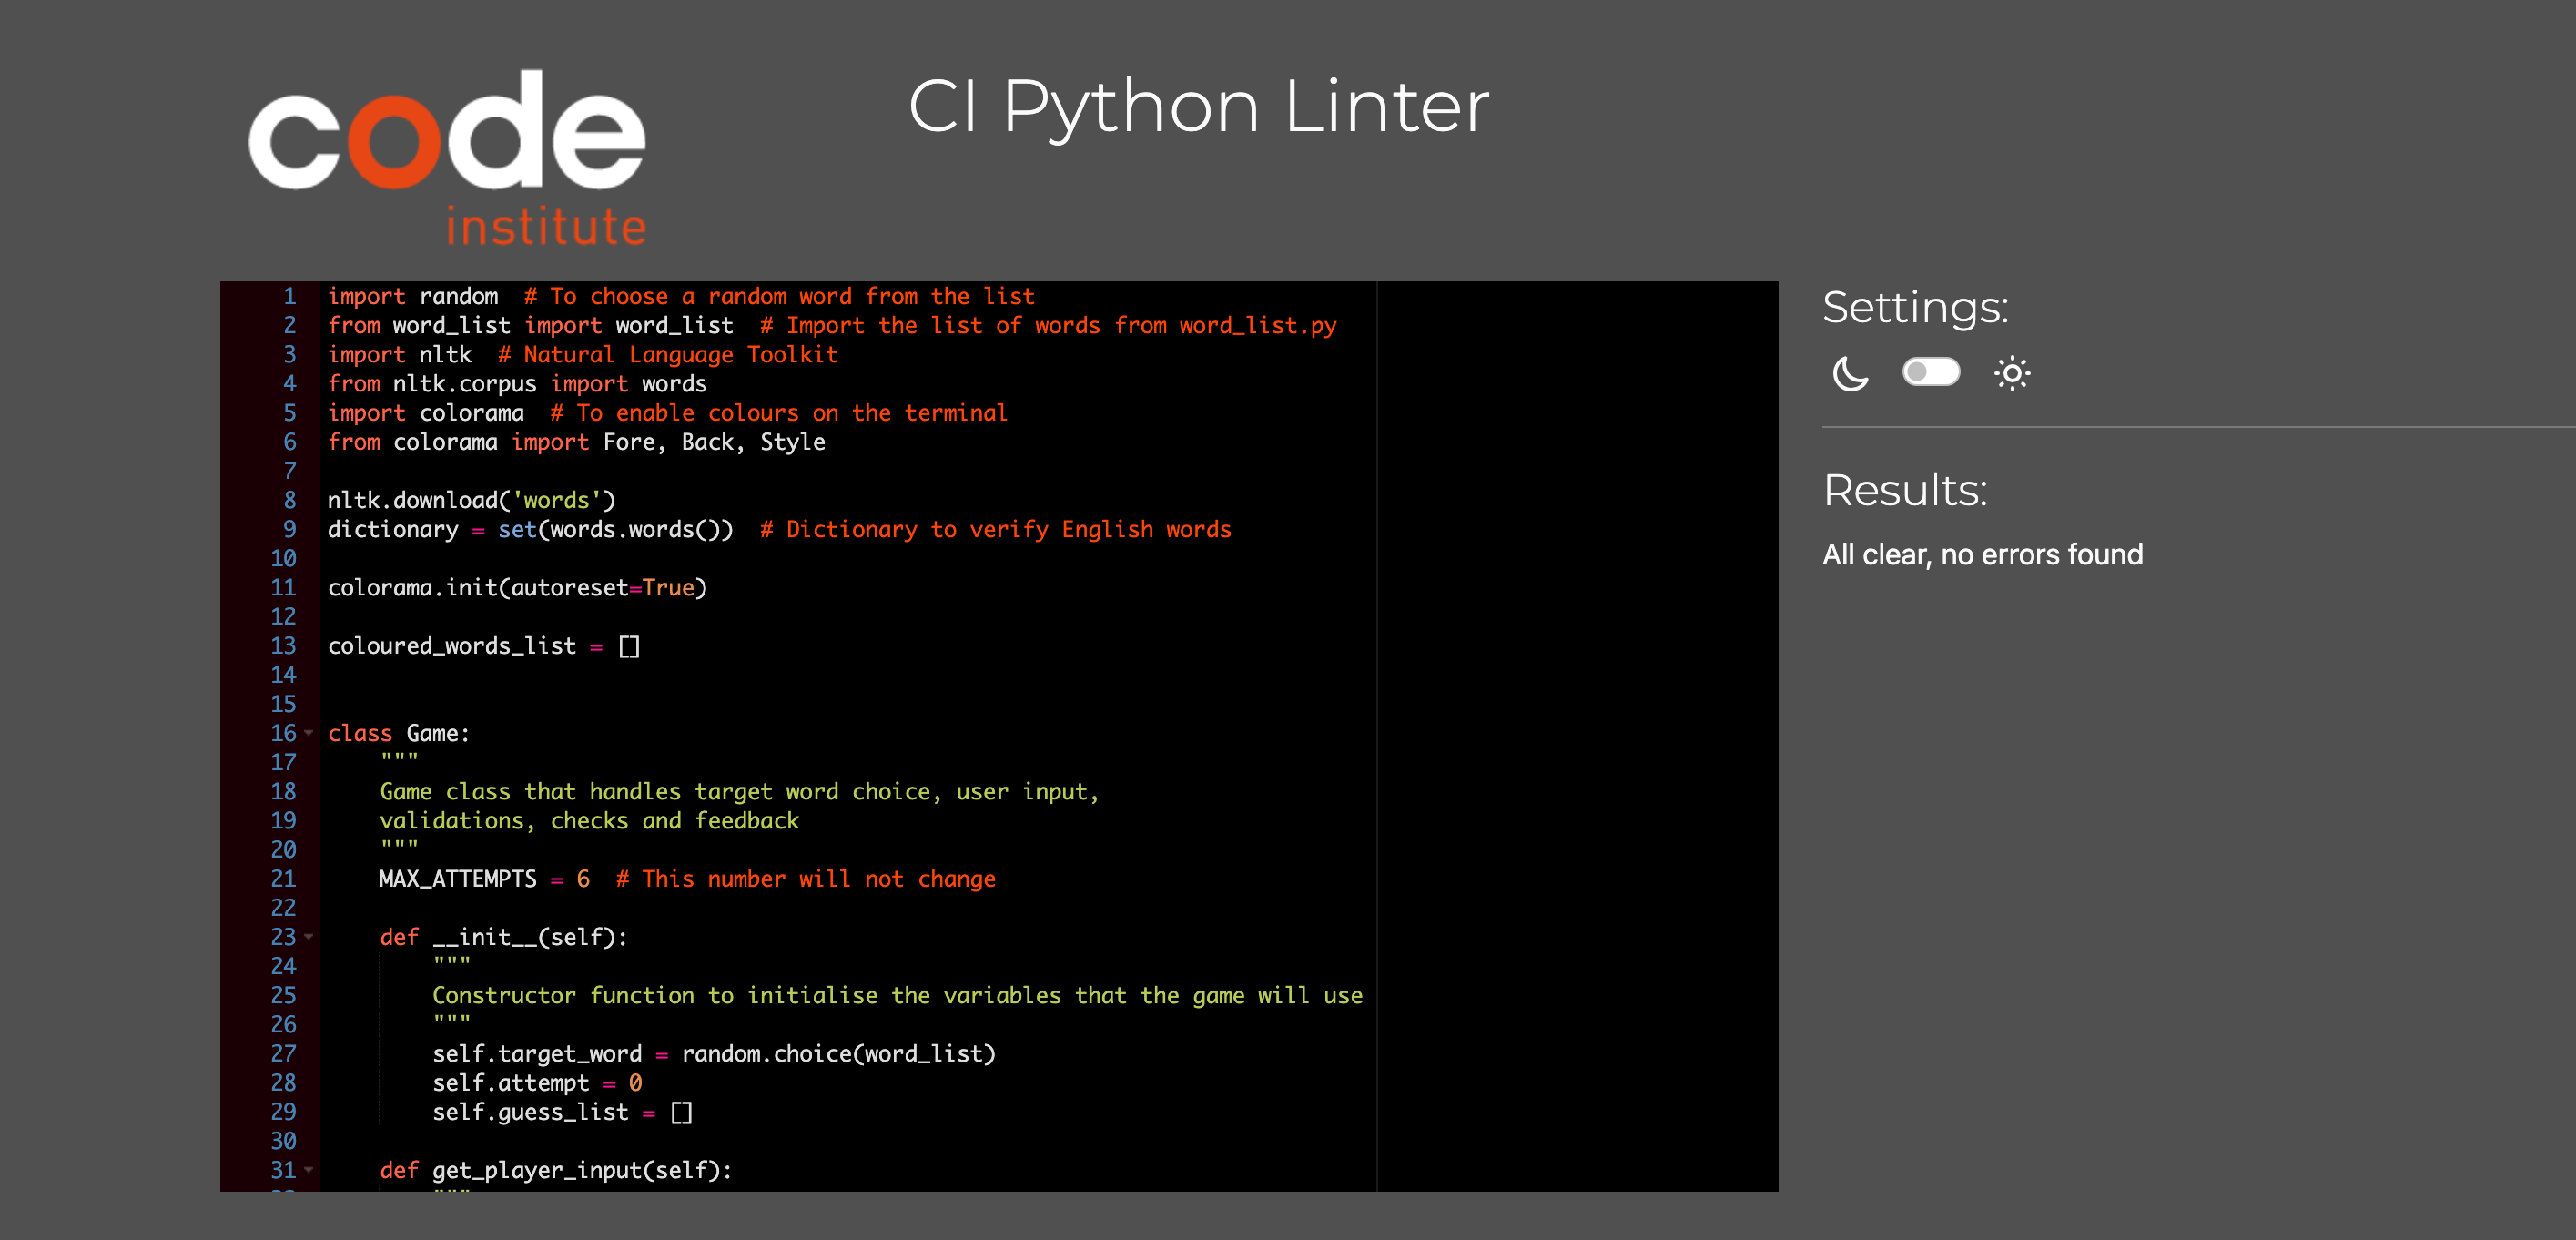 code
institute
CI Python Linter
1 import random  # To choose a random word from the list
2 from word_list import word_list  # Import the list of words from word_list.py
3 import nltk  # Natural Language Toolkit
4 from nltk.corpus import words
5 import colorama  # To enable colours on the terminal
6 from colorama import Fore, Back, Style
7
8 nltk.download('words')
9 dictionary = set(words.words())  # Dictionary to verify English words
10
11 colorama.init(autoreset=True)
12
13 coloured_words_list = []
14
15
16 class Game:
17     """
18     Game class that handles target word choice, user input,
19     validations, checks and feedback
20     """
21     MAX_ATTEMPTS = 6  # This number will not change
22
23     def __init__(self):
24         """
25         Constructor function to initialise the variables that the game will use
26         """
27         self.target_word = random.choice(word_list)
28         self.attempt = 0
29         self.guess_list = []
30
31     def get_player_input(self):
Settings:
Results:
All clear, no errors found